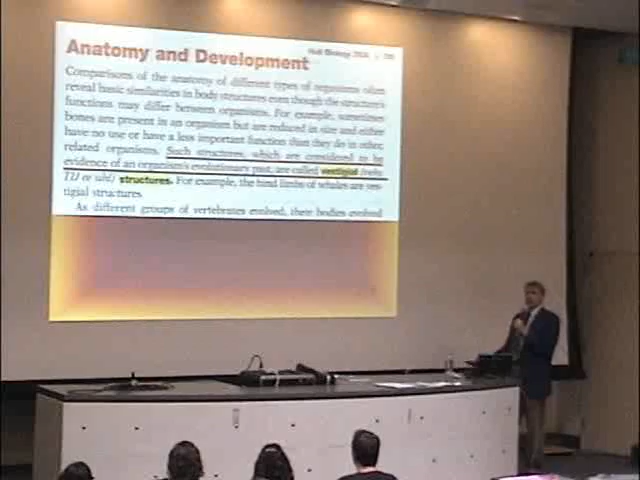 Anatomy and Development
Holt Biology 2004
Comparisons of the anatomy of different types of organisms often
reveal basic similarities in body structures even though the structure's
functions may differ between organisms. For example, sometimes
bones are present in an organism but are reduced in size and either
have no use or have a less important function than they do in other,
related organisms. Such structures, which are considered to be
evidence of an organism's evolutionary past, are called vestigial
structures. For example, the hind limbs of whales are ves-
tigial structures.
As different groups of vertebrates evolved, their bodies evolved